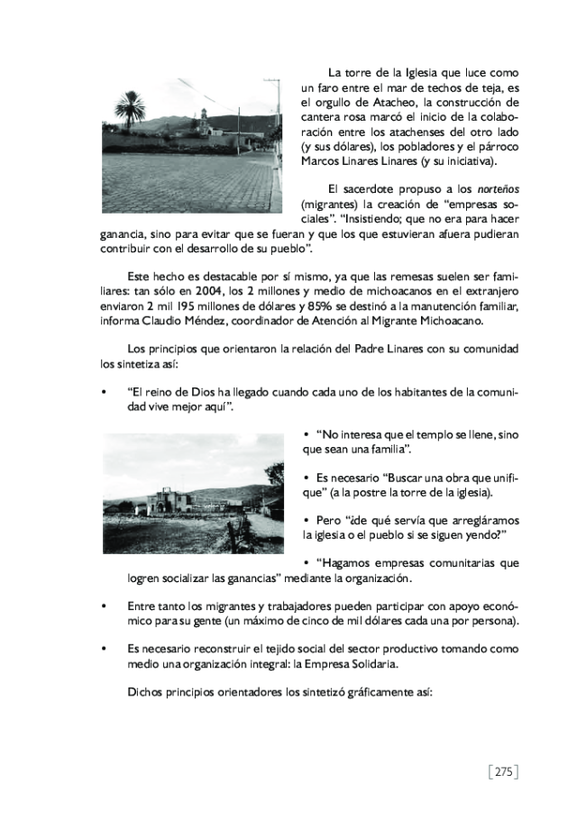 La torre de la Iglesia que luce como
un faro entre el mar de techos de teja, es
el orgullo de Atacheo, la construcción de
cantera rosa marcó el inicio de la colabo-
ración entre los atachenses del otro lado
(y sus dólares), los pobladores y el párroco
Marcos Linares Linares (y su iniciativa).
El sacerdote propuso a los norteños
(migrantes) la creación de “empresas so-
ciales”. “Insistiendo; que no era para hacer
ganancia, sino para evitar que se fueran y que los que estuvieran afuera pudieran
contribuir con el desarrollo de su pueblo”.
Este hecho es destacable por sí mismo, ya que las remesas suelen ser fami-
liares: tan sólo en 2004, los 2 millones y medio de michoacanos en el extranjero
enviaron 2 mil 195 millones de dólares y 85% se destinó a la manutención familiar,
informa Claudio Méndez, coordinador de Atención al Migrante Michoacano.
Los principios que orientaron la relación del Padre Linares con su comunidad
los sintetiza así:
• “El reino de Dios ha llegado cuando cada uno de los habitantes de la comuni-
dad vive mejor aquí”.
• “No interesa que el templo se llene, sino
que sean una familia”.
• Es necesario “Buscar una obra que unifi-
que” (a la postre la torre de la iglesia).
• Pero “¿de qué servía que arregláramos
la iglesia o el pueblo si se siguen yendo?”
• “Hagamos empresas comunitarias que
logren socializar las ganancias” mediante la organización.
• Entre tanto los migrantes y trabajadores pueden participar con apoyo econó-
mico para su gente (un máximo de cinco de mil dólares cada una por persona).
• Es necesario reconstruir el tejido social del sector productivo tomando como
medio una organización integral: la Empresa Solidaria.
Dichos principios orientadores los sintetizó gráficamente así:
[275]